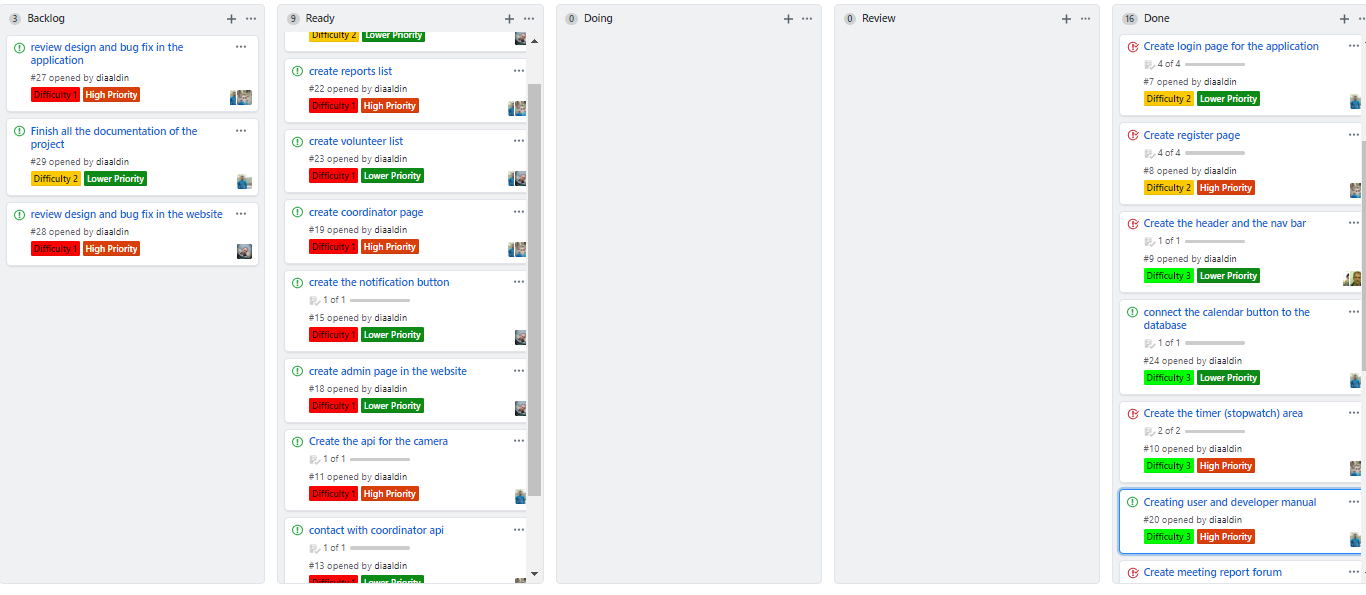 3 Backlog
review design and bug fix in the
application
#27 opened by diaaldin
Difficulty 1 High Priority
Finish all the documentation of the
project
#29 opened by diaaldin
Difficulty 2 Lower Priority
review design and bug fix in the website
#28 opened by diaaldin
Difficulty 1 High Priority
9 Ready
Difficulty 2 Lower Priority
create reports list
#22 opened by diaaldin
Difficulty 1 High Priority
create volunteer list
#23 opened by diaaldin
Difficulty 1 Lower Priority
create coordinator page
#19 opened by diaaldin
Difficulty 1 High Priority
create the notification button
1 of 1
#15 opened by diaaldin
Difficulty 1 Lower Priority
create admin page in the website
#18 opened by diaaldin
Difficulty 1 Lower Priority
Create the api for the camera
1 of 1
#11 opened by diaaldin
Difficulty 1 High Priority
contact with coordinator api
1 of 1
#13 opened by diaaldin
Difficulty 1 Lower Priority
0 Doing
0 Review
16 Done
Create login page for the application
4 of 4
#7 opened by diaaldin
Difficulty 2 Lower Priority
Create register page
4 of 4
#8 opened by diaaldin
Difficulty 2 High Priority
Create the header and the nav bar
1 of 1
#9 opened by diaaldin
Difficulty 3 Lower Priority
connect the calendar button to the
database
1 of 1
#24 opened by diaaldin
Difficulty 3 Lower Priority
Create the timer (stopwatch) area
2 of 2
#10 opened by diaaldin
Difficulty 3 High Priority
Creating user and developer manual
#20 opened by diaaldin
Difficulty 3 High Priority
Create meeting report forum